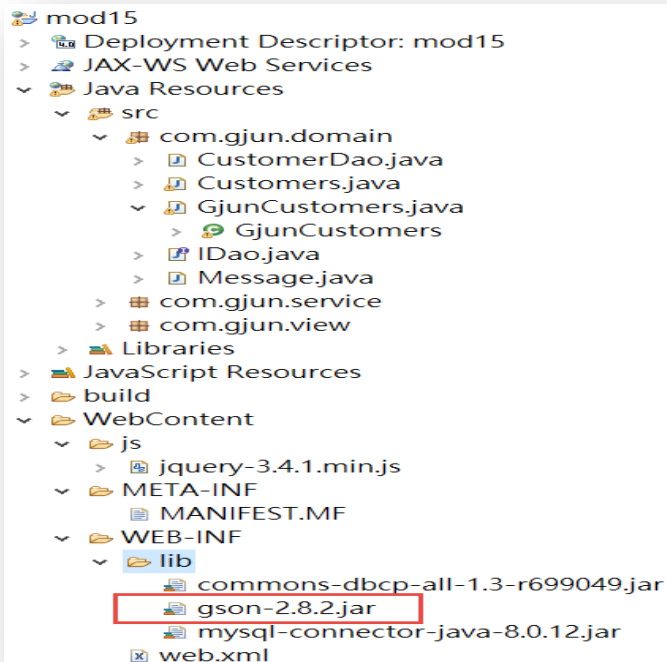 mod15
Deployment Descriptor: mod15
JAX-WS Web Services
Java Resources
src
com.gjun.domain
CustomerDao.java
Customers.java
GjunCustomers.java
GjunCustomers
IDao.java
Message.java
com.gjun.service
com.gjun.view
Libraries
JavaScript Resources
build
WebContent
js
jquery-3.4.1.min.js
META-INF
MANIFEST.MF
WEB-INF
lib
commons-dbcp-all-1.3-r699049.jar
gson-2.8.2.jar
mysql-connector-java-8.0.12.jar
web.xml